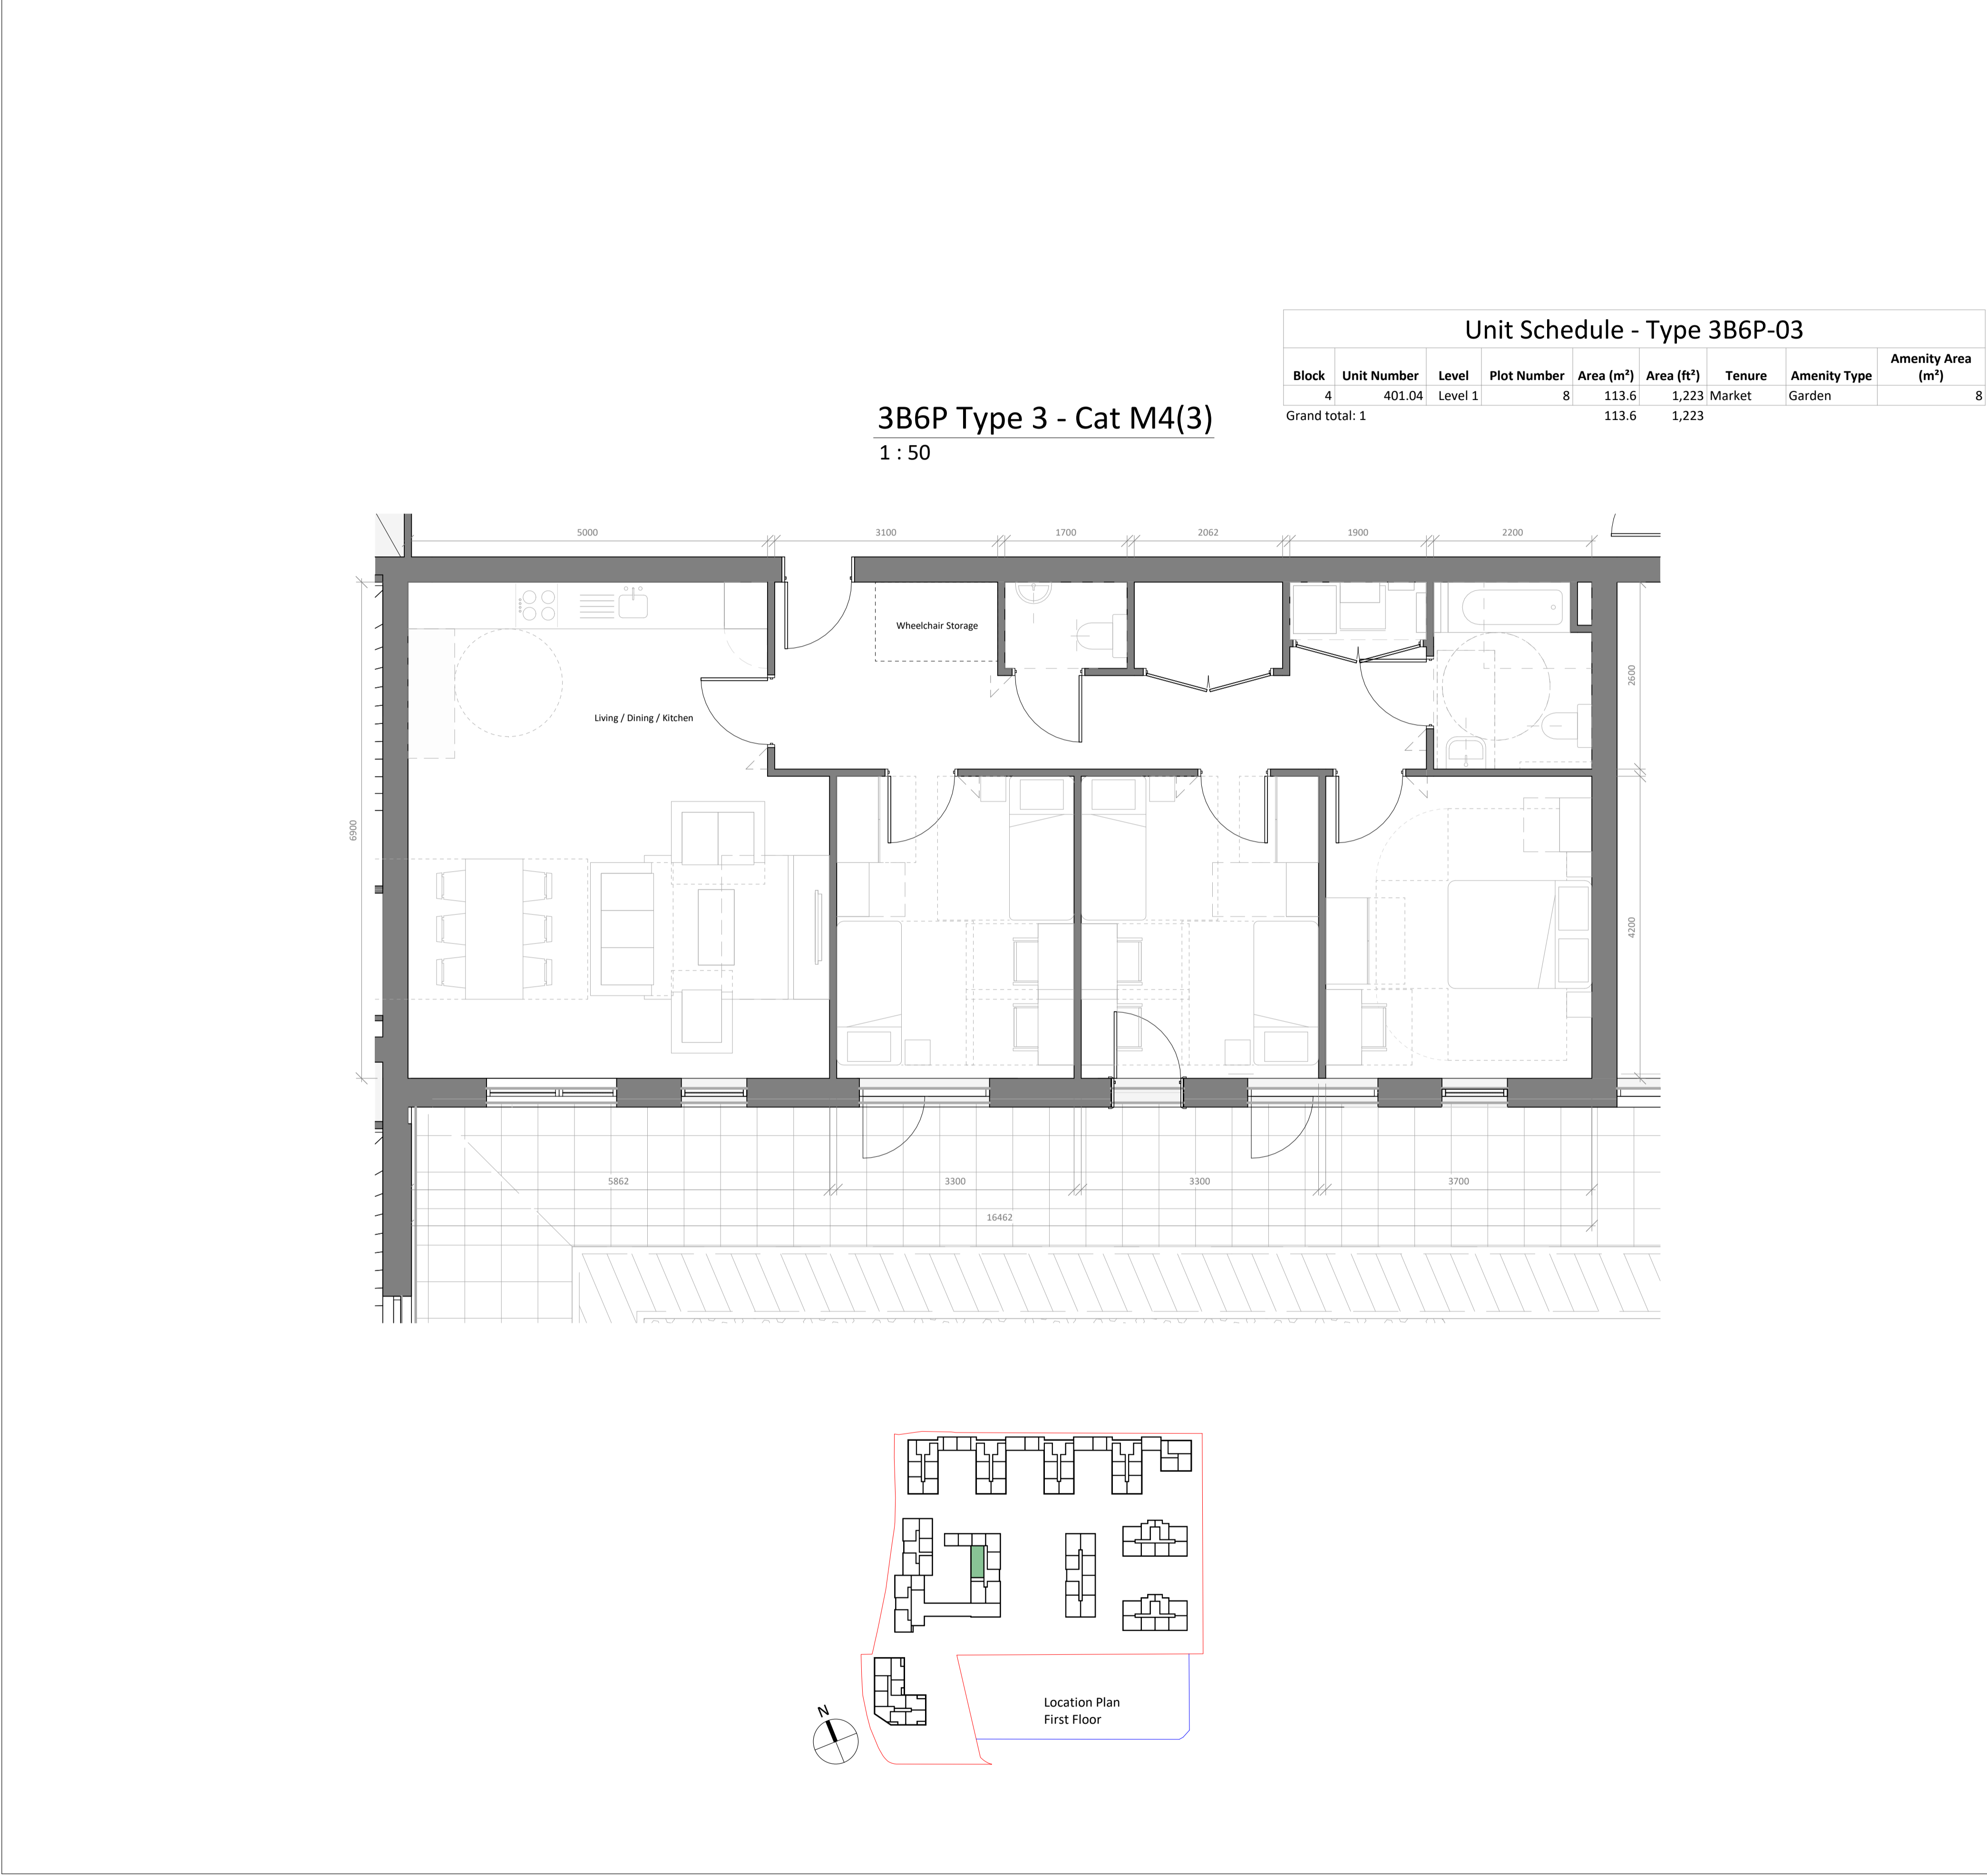 Unit Schedule - Type 3B6P-03
Block Unit Number Level Plot Number Area (m²) Area (ft²) Tenure Amenity Type Amenity Area (m²)
4 401.04 Level 1 8 113.6 1,223 Market Garden 8
Grand total: 1 113.6 1,223
3B6P Type 3 - Cat M4(3)
1 : 50
5000 3100 1700 2062 1900 2200
Wheelchair Storage
Living / Dining / Kitchen
2600
6900
4200
5862 3300 3300 3700
16462
N
Location Plan
First Floor